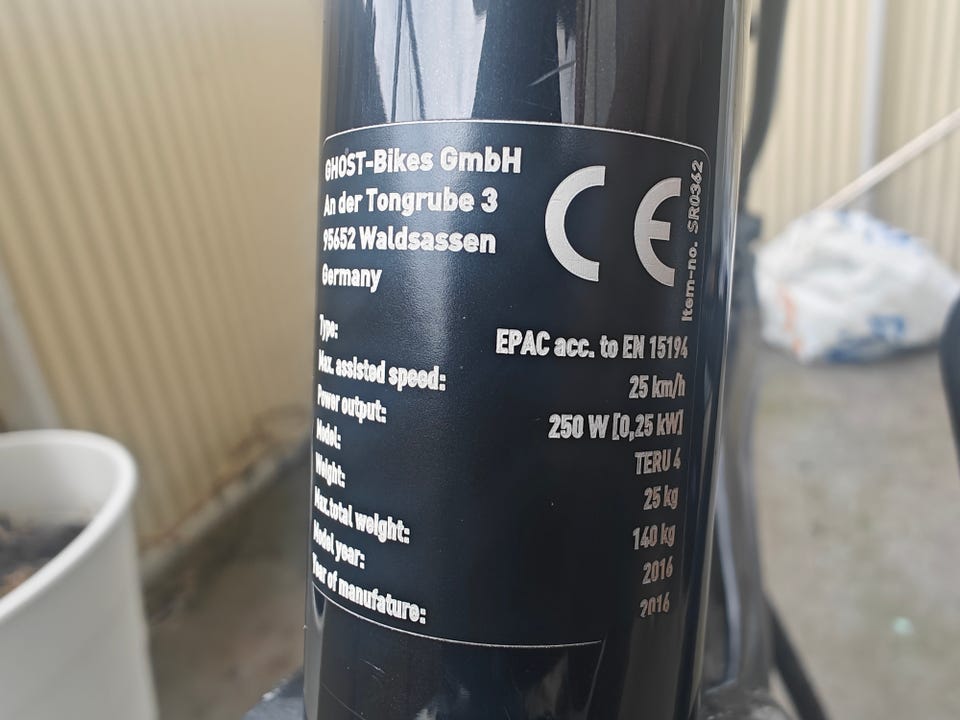 GHOST-Bikes GmbH
An der Tongrube 3
95652 Waldsassen
Germany
CE
Item-no. SR0362
Type: EPAC acc. to EN 15194
Max. assisted speed: 25 km/h
Power output: 250 W [0,25 kW]
Model: TERU 4
Weight: 25 kg
Max.total weight: 140 kg
Model year: 2016
Year of manufature: 2016